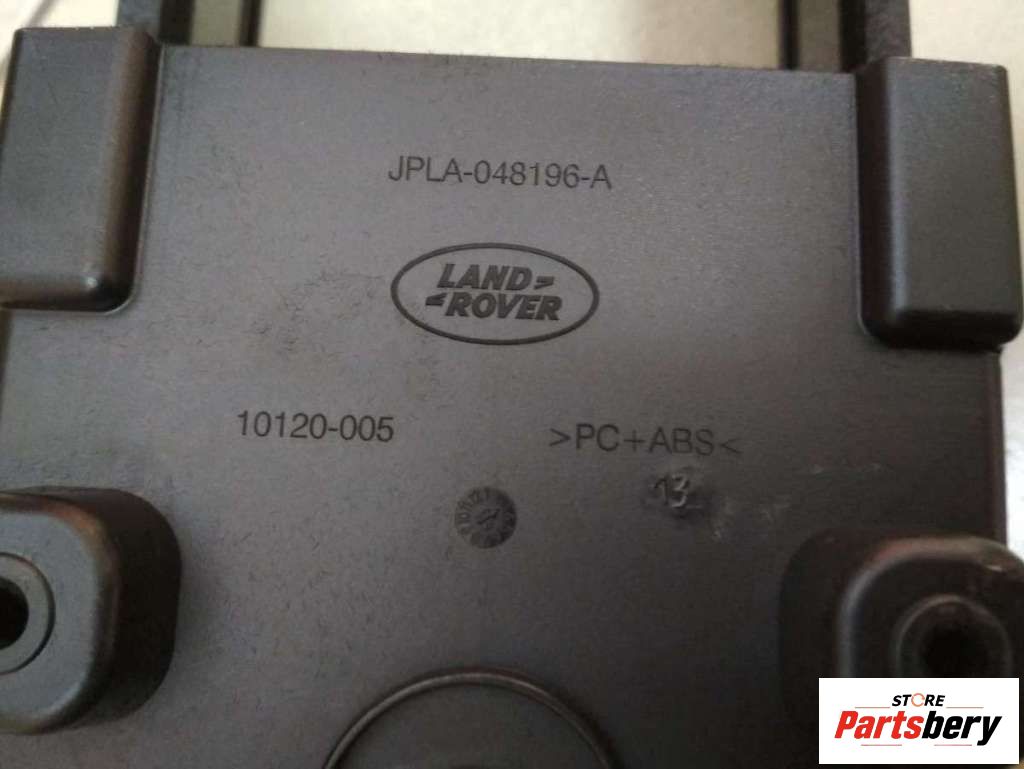 JPLA-048196-A
LAND
ROVER
10120-005
>PC+ABS<
13
STORE
Partsbery